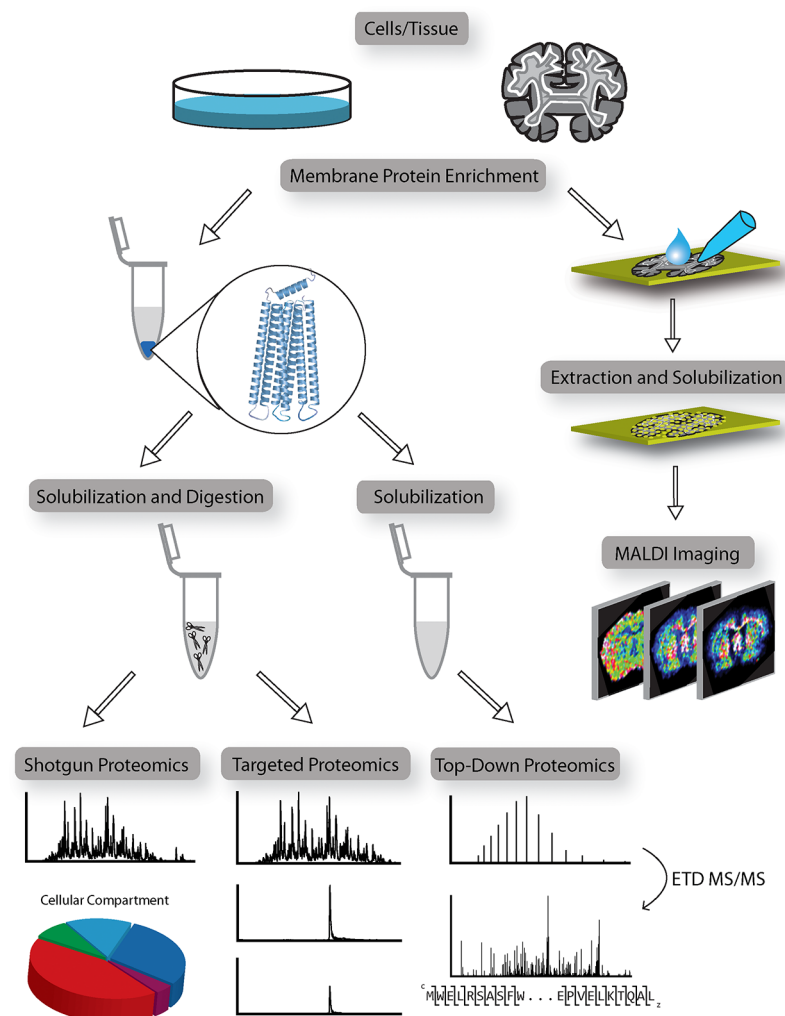 Cells/Tissue
Membrane Protein Enrichment
Extraction and Solubilization
Solubilization and Digestion
Solubilization
MALDI Imaging
Shotgun Proteomics
Targeted Proteomics
Top-Down Proteomics
ETD MS/MS
Cellular Compartment
c MWELRSASFW...EPVELKTQAL z